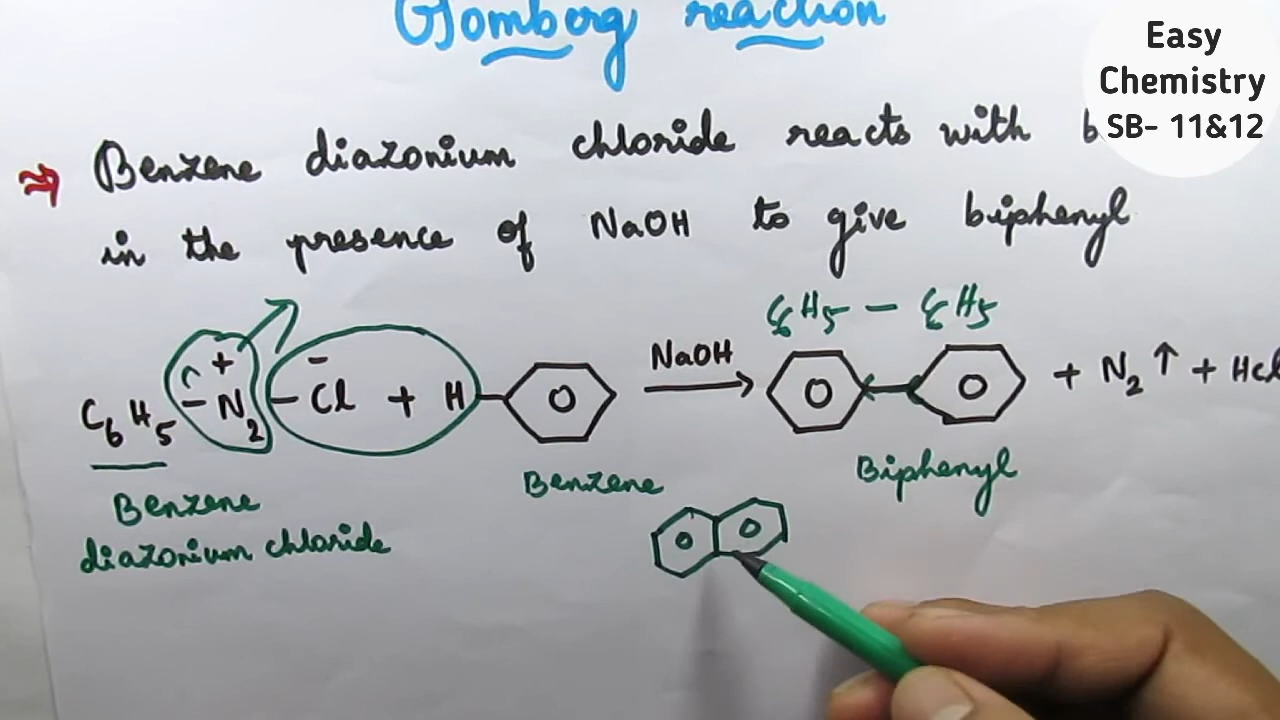 Gomberg reaction
Easy
Chemistry
SB- 11&12
⇒ Benzene diazonium chloride reacts with
in the presence of NaOH to give biphenyl
C6H5 - C6H5
C6H5 - N2+ - Cl- + H - NaOH + N2 ↑ + HCl
Benzene
diazonium chloride
Benzene
Biphenyl